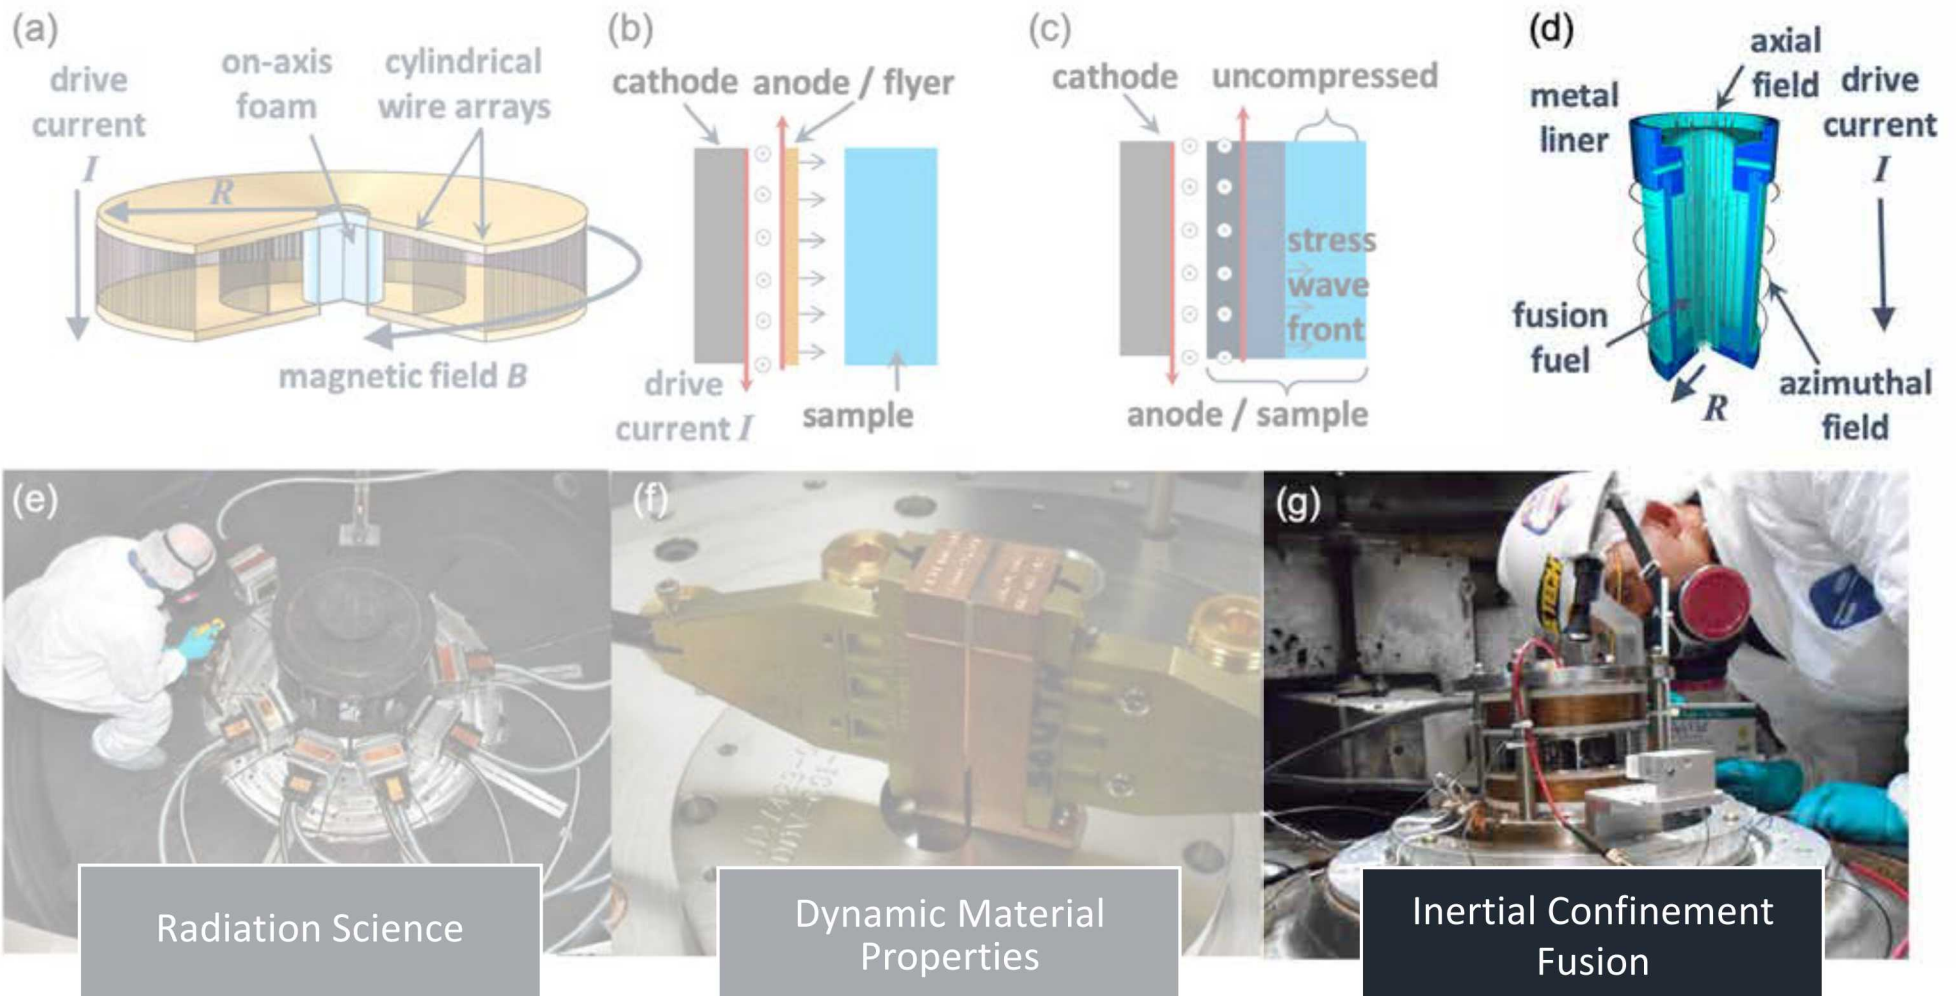 (a)
drive
current
I
on-axis
foam
cylindrical
wire arrays
R
magnetic field B
(b)
cathode
anode / flyer
drive
current I
sample
(c)
cathode
uncompressed
stress
wave
front
anode / sample
(d)
axial
field
metal
liner
drive
current
I
fusion
fuel
R
azimuthal
field
(e)
(f)
(g)
Radiation Science
Dynamic Material
Properties
Inertial Confinement
Fusion